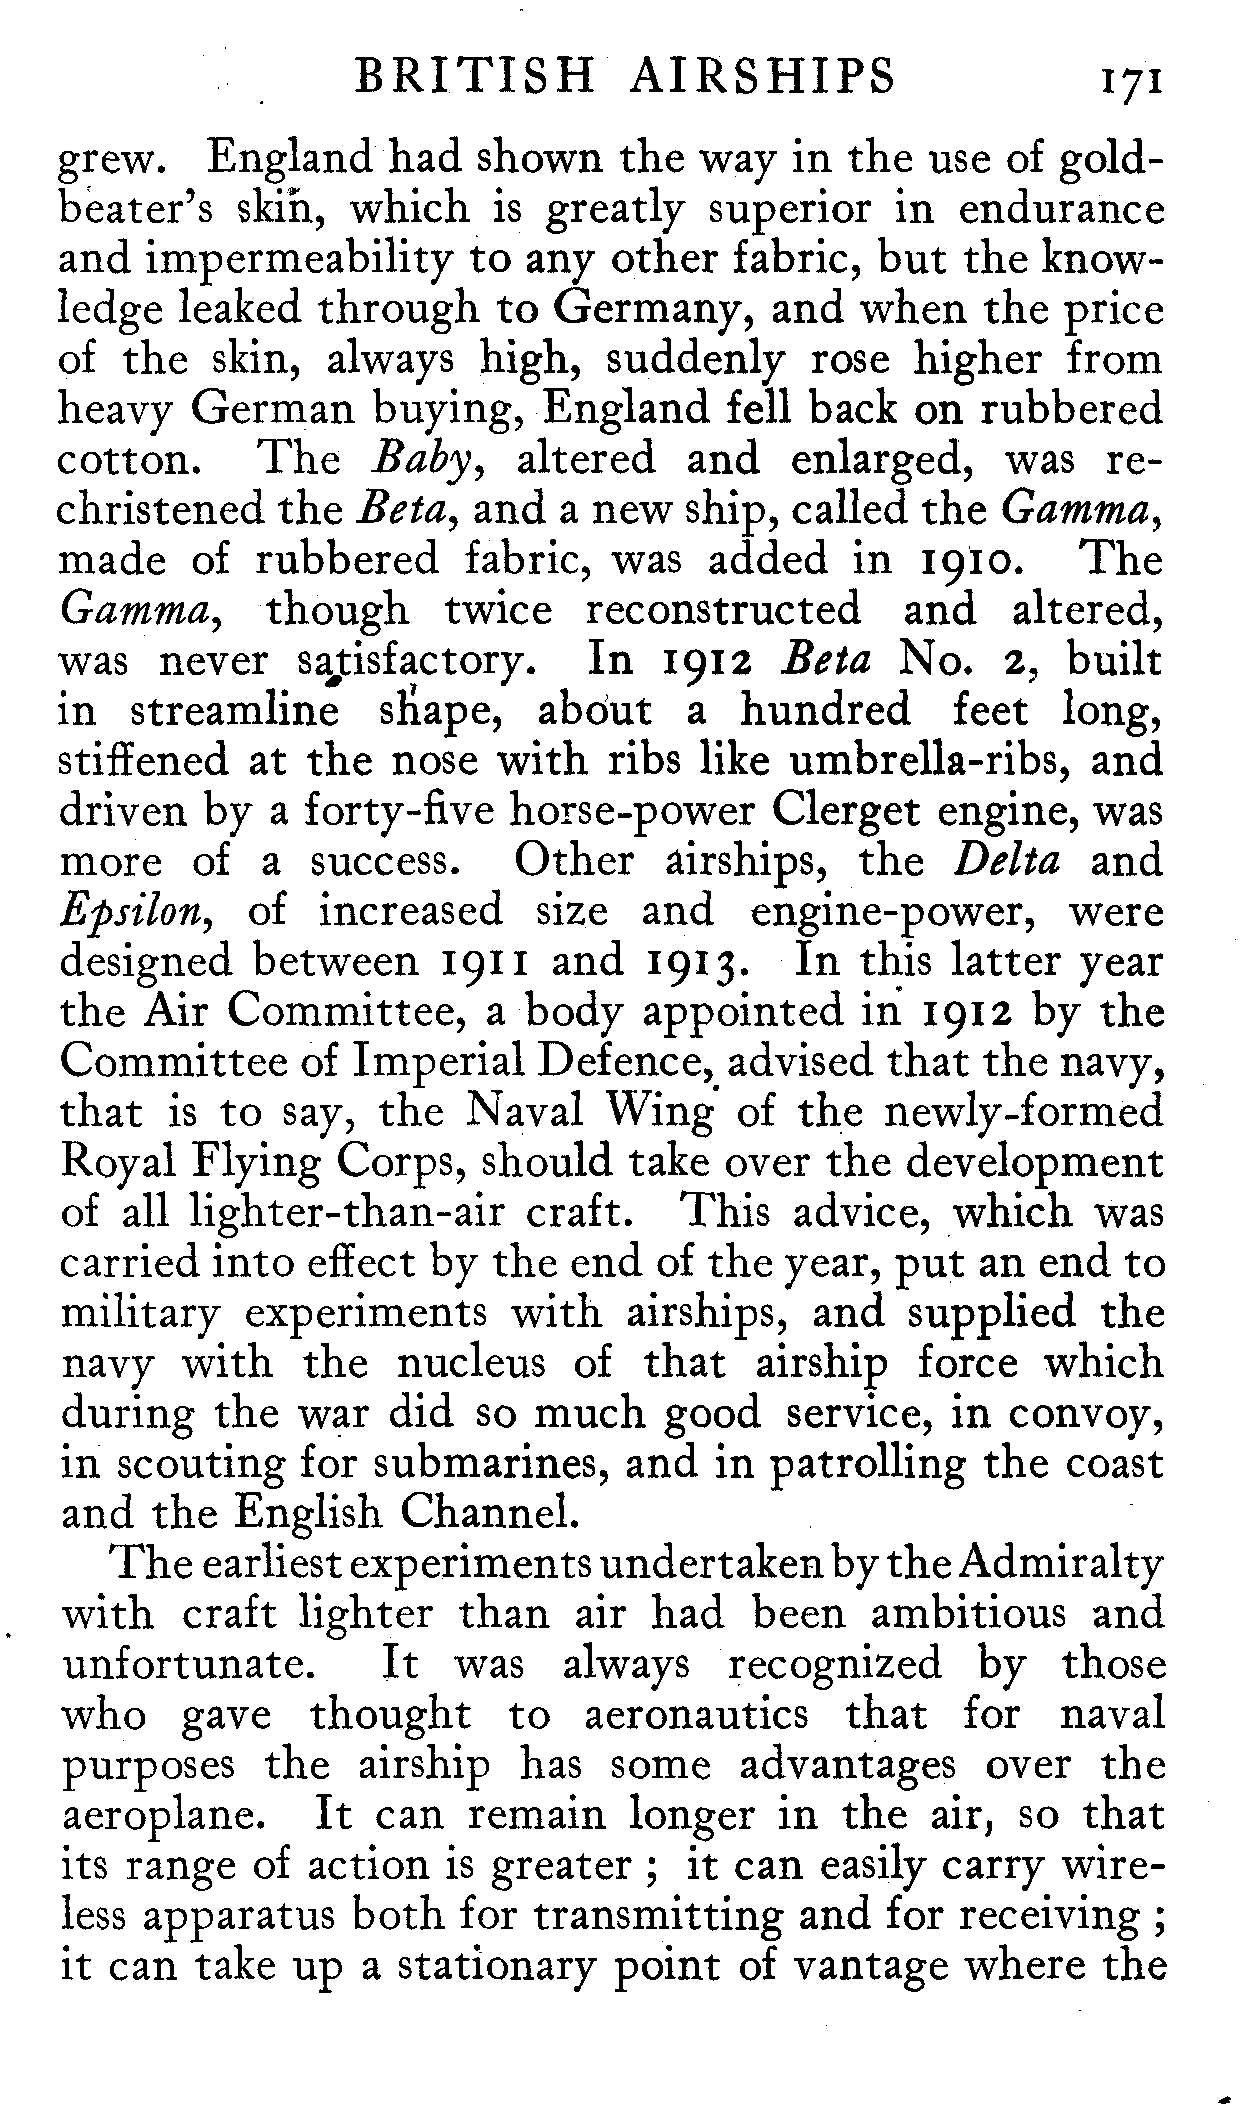 BRITISH AIRSHIPS 171
grew. England had shown the way in the use of gold-
beater's skin, which is greatly superior in endurance
and impermeability to any other fabric, but the know-
ledge leaked through to Germany, and when the price
of the skin, always high, suddenly rose higher from
heavy German buying, England fell back on rubbered
cotton. The Baby, altered and enlarged, was re-
christened the Beta, and a new ship, called the Gamma,
made of rubbered fabric, was added in 1910. The
Gamma, though twice reconstructed and altered,
was never satisfactory. In 1912 Beta No. 2, built
in streamline shape, about a hundred feet long,
stiffened at the nose with ribs like umbrella-ribs, and
driven by a forty-five horse-power Clerget engine, was
more of a success. Other airships, the Delta and
Epsilon, of increased size and engine-power, were
designed between 1911 and 1913. In this latter year
the Air Committee, a body appointed in 1912 by the
Committee of Imperial Defence, advised that the navy,
that is to say, the Naval Wing of the newly-formed
Royal Flying Corps, should take over the development
of all lighter-than-air craft. This advice, which was
carried into effect by the end of the year, put an end to
military experiments with airships, and supplied the
navy with the nucleus of that airship force which
during the war did so much good service, in convoy,
in scouting for submarines, and in patrolling the coast
and the English Channel.
The earliest experiments undertaken by the Admiralty
with craft lighter than air had been ambitious and
unfortunate. It was always recognized by those
who gave thought to aeronautics that for naval
purposes the airship has some advantages over the
aeroplane. It can remain longer in the air, so that
its range of action is greater ; it can easily carry wire-
less apparatus both for transmitting and for receiving ;
it can take up a stationary point of vantage where the